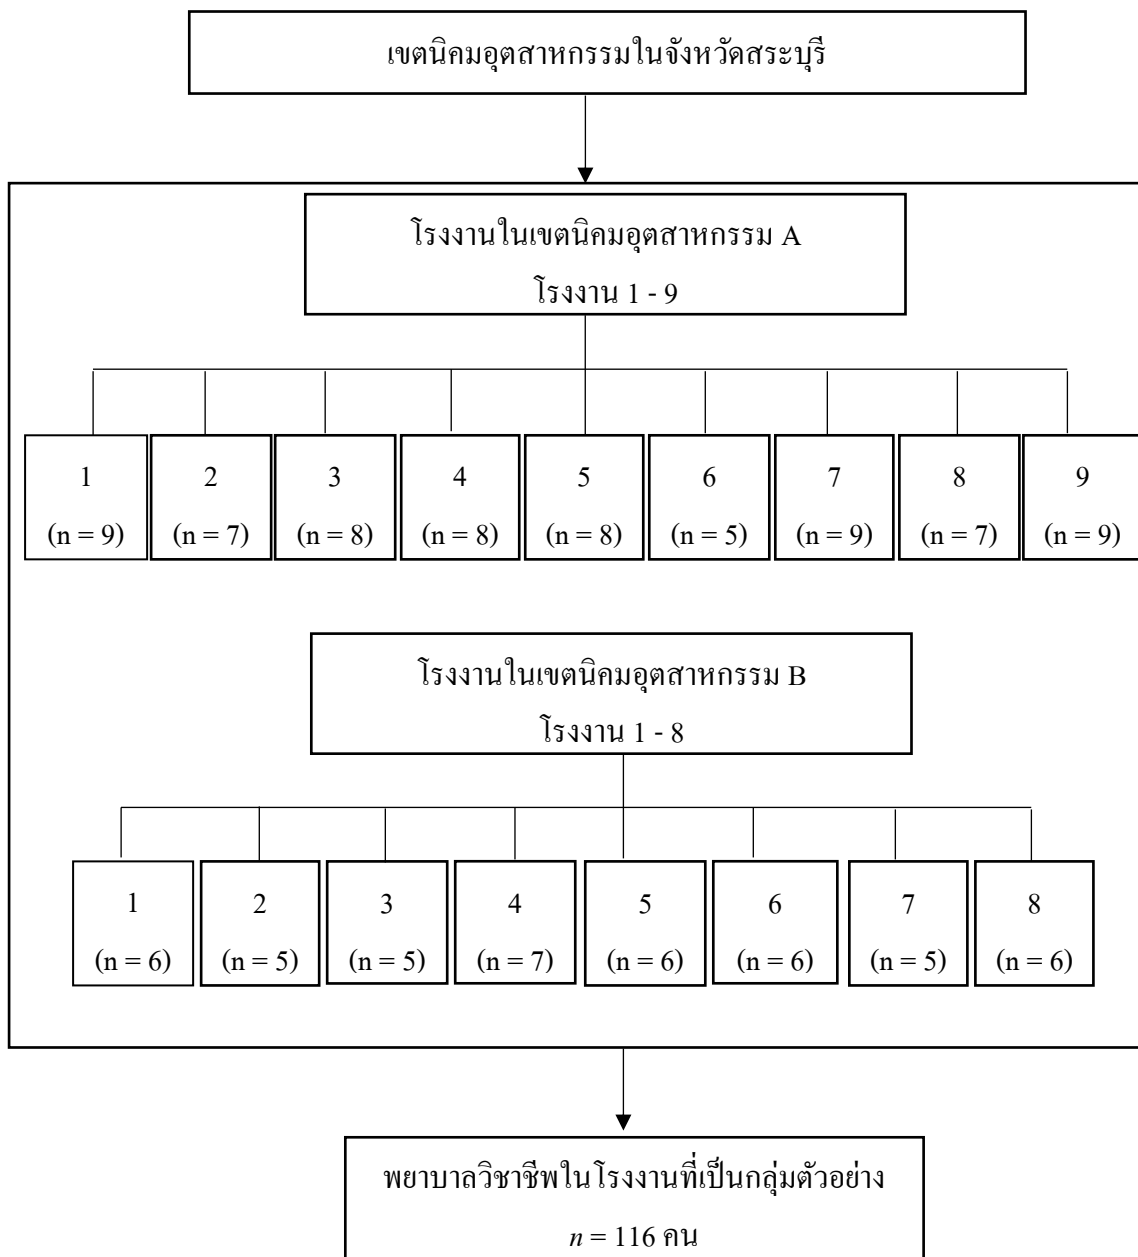 เขตนิคมอุตสาหกรรมในจังหวัดสระบุรี
โรงงานในเขตนิคมอุตสาหกรรม A
โรงงาน 1 - 9
1 2 3 4 5 6 7 8 9
(n = 9) (n = 7) (n = 8) (n = 8) (n = 8) (n = 5) (n = 9) (n = 7) (n = 9)
โรงงานในเขตนิคมอุตสาหกรรม B
โรงงาน 1 - 8
1 2 3 4 5 6 7 8
(n = 6) (n = 5) (n = 5) (n = 7) (n = 6) (n = 6) (n = 5) (n = 6)
พยาบาลวิชาชีพในโรงงานที่เป็นกลุ่มตัวอย่าง
n = 116 คน